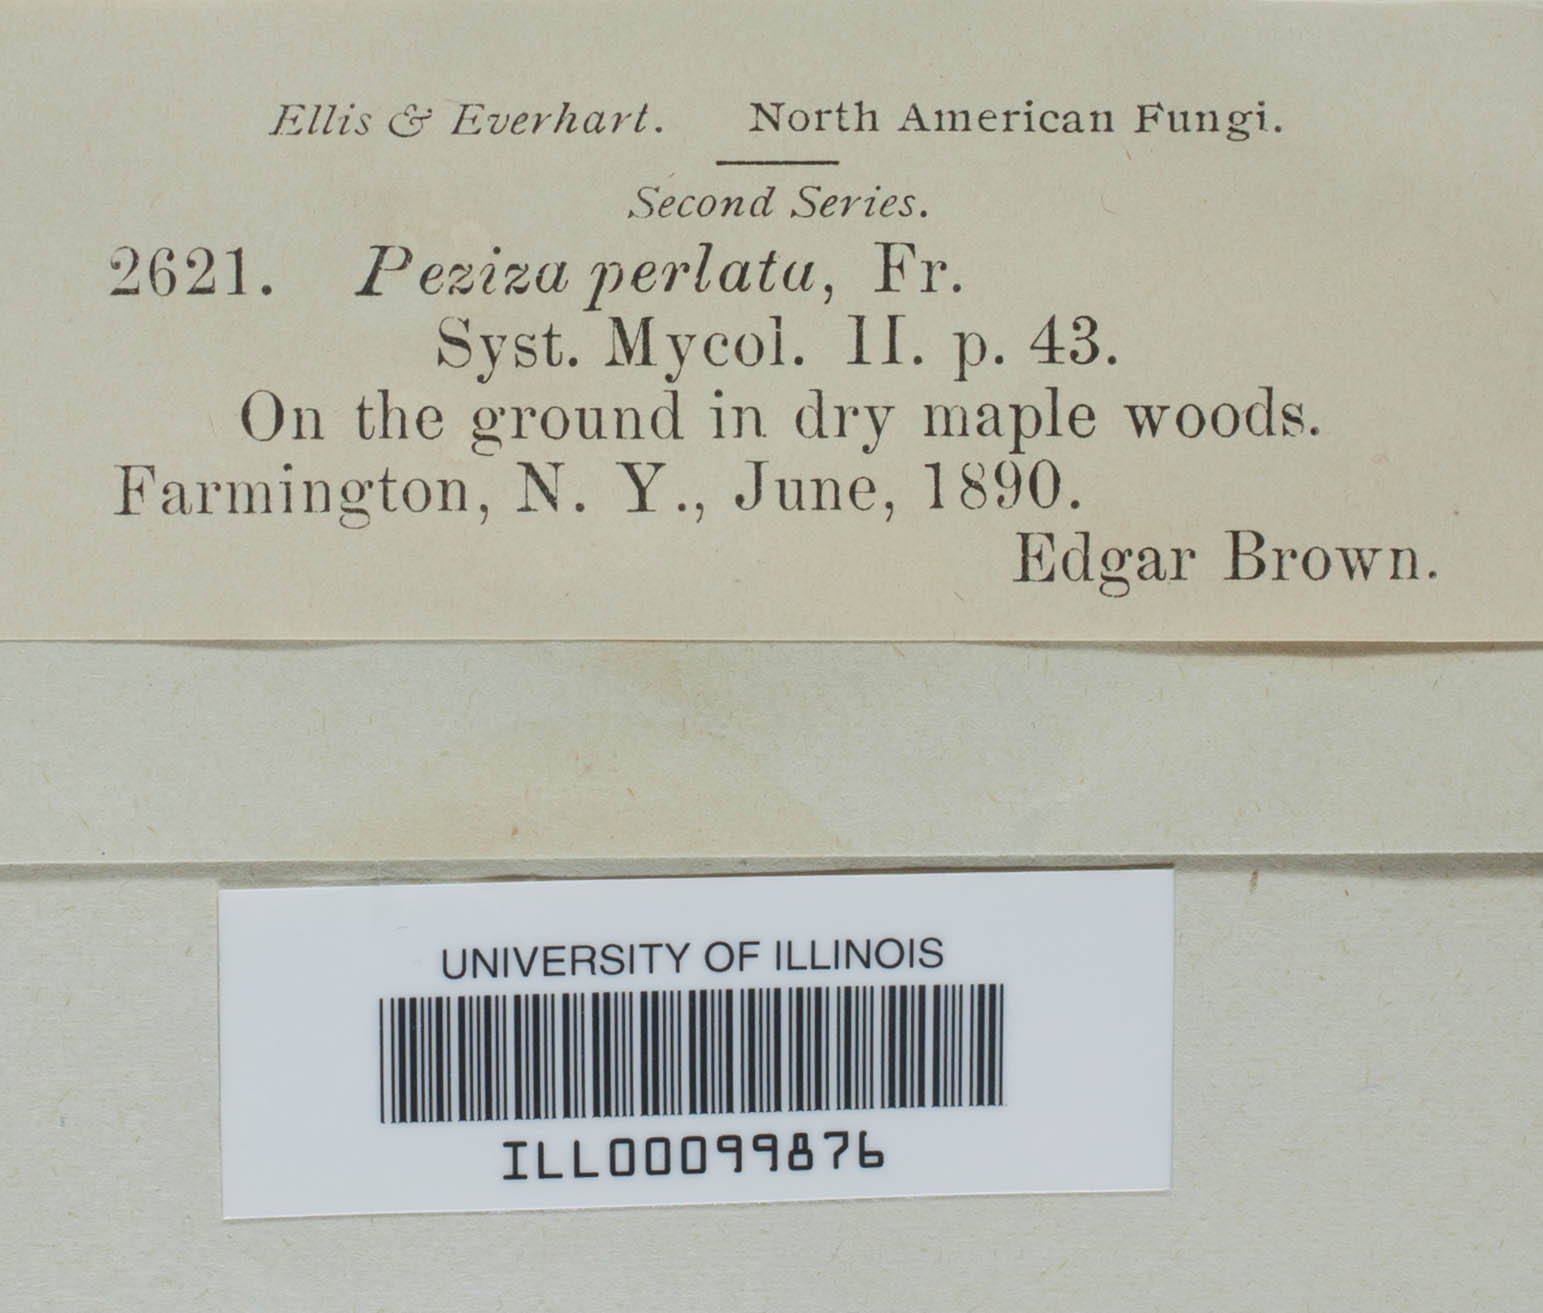 Ellis & Everhart. North American Fungi.
Second Series.
2621. Peziza perlata, Fr.
Syst. Mycol. II. p. 43.
On the ground in dry maple woods.
Farmington, N. Y., June, 1890.
Edgar Brown.
UNIVERSITY OF ILLINOIS
ILL00099876